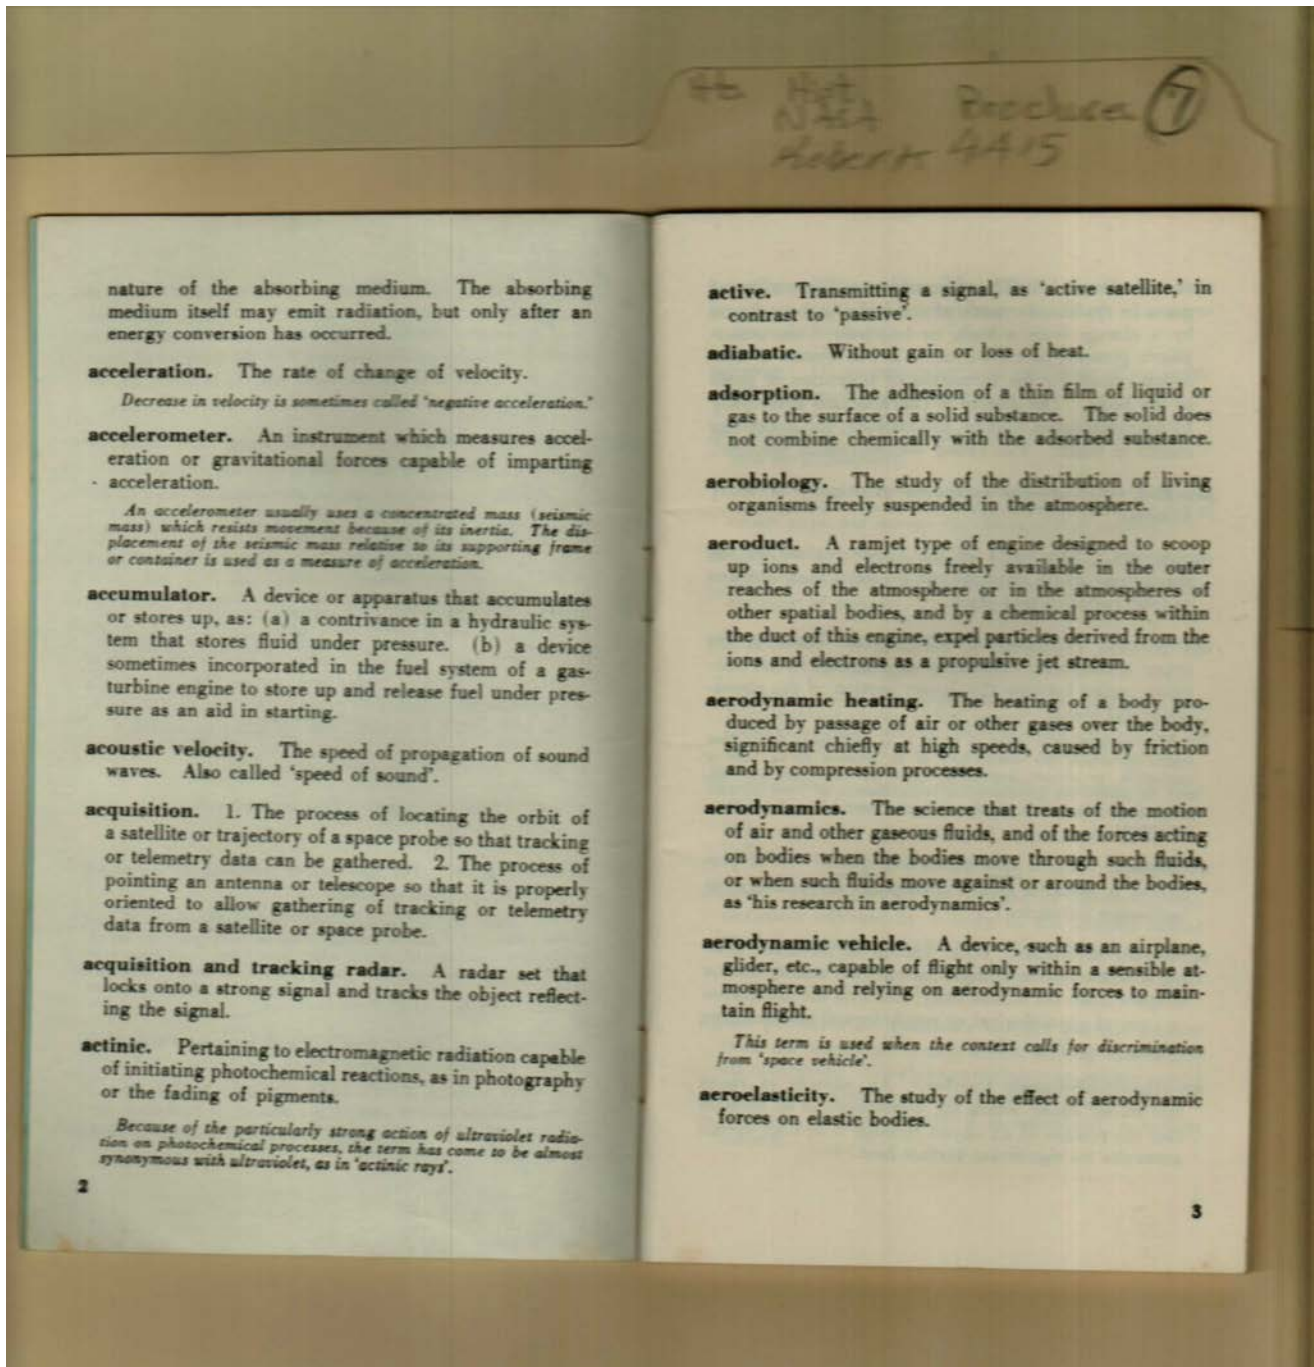 Hist
NASA Brochures 7
Roberts 4A15
nature of the absorbing medium. The absorbing
medium itself may emit radiation, but only after an
energy conversion has occurred.
acceleration. The rate of change of velocity.
Decrease in velocity is sometimes called ‘negative acceleration.’
accelerometer. An instrument which measures accel-
eration or gravitational forces capable of imparting
acceleration.
An accelerometer usually uses a concentrated mass (seismic
mass) which resists movement because of its inertia. The dis-
placement of the seismic mass relative to its supporting frame
or container is used as a measure of acceleration.
accumulator. A device or apparatus that accumulates
or stores up, as: (a) a contrivance in a hydraulic sys-
tem that stores fluid under pressure. (b) a device
sometimes incorporated in the fuel system of a gas-
turbine engine to store up and release fuel under pres-
sure as an aid in starting.
acoustic velocity. The speed of propagation of sound
waves. Also called ‘speed of sound’.
acquisition. 1. The process of locating the orbit of
a satellite or trajectory of a space probe so that tracking
or telemetry data can be gathered. 2. The process of
pointing an antenna or telescope so that it is properly
oriented to allow gathering of tracking or telemetry
data from a satellite or space probe.
acquisition and tracking radar. A radar set that
locks onto a strong signal and tracks the object reflect-
ing the signal.
actinic. Pertaining to electromagnetic radiation capable
of initiating photochemical reactions, as in photography
or the fading of pigments.
Because of the particularly strong action of ultraviolet radia-
tion on photochemical processes, the term has come to be almost
synonymous with ultraviolet, as in ‘actinic rays’.
2
active. Transmitting a signal, as ‘active satellite,’ in
contrast to ‘passive’.
adiabatic. Without gain or loss of heat.
adsorption. The adhesion of a thin film of liquid or
gas to the surface of a solid substance. The solid does
not combine chemically with the adsorbed substance.
aerobiology. The study of the distribution of living
organisms freely suspended in the atmosphere.
aeroduct. A ramjet type of engine designed to scoop
up ions and electrons freely available in the outer
reaches of the atmosphere or in the atmospheres of
other spatial bodies, and by a chemical process within
the duct of this engine, expel particles derived from the
ions and electrons as a propulsive jet stream.
aerodynamic heating. The heating of a body pro-
duced by passage of air or other gases over the body,
significant chiefly at high speeds, caused by friction
and by compression processes.
aerodynamics. The science that treats of the motion
of air and other gaseous fluids, and of the forces acting
on bodies when the bodies move through such fluids,
or when such fluids move against or around the bodies,
as ‘his research in aerodynamics’.
aerodynamic vehicle. A device, such as an airplane,
glider, etc., capable of flight only within a sensible at-
mosphere and relying on aerodynamic forces to main-
tain flight.
This term is used when the context calls for discrimination
from ‘space vehicle’.
aeroelasticity. The study of the effect of aerodynamic
forces on elastic bodies.
3